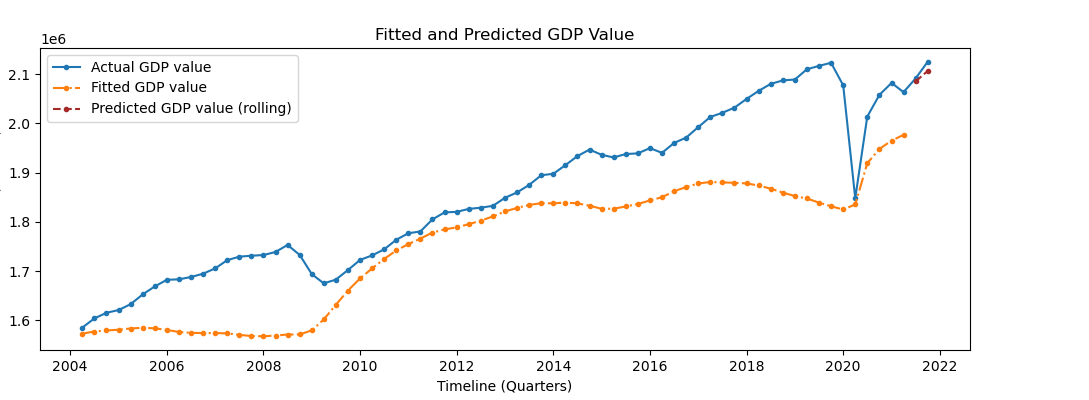 Fitted and Predicted GDP Value
1e6
Actual GDP value
Fitted GDP value
Predicted GDP value (rolling)
2.1
2.0
1.9
1.8
1.7
1.6
2004 2006 2008 2010 2012 2014 2016 2018 2020 2022
Timeline (Quarters)